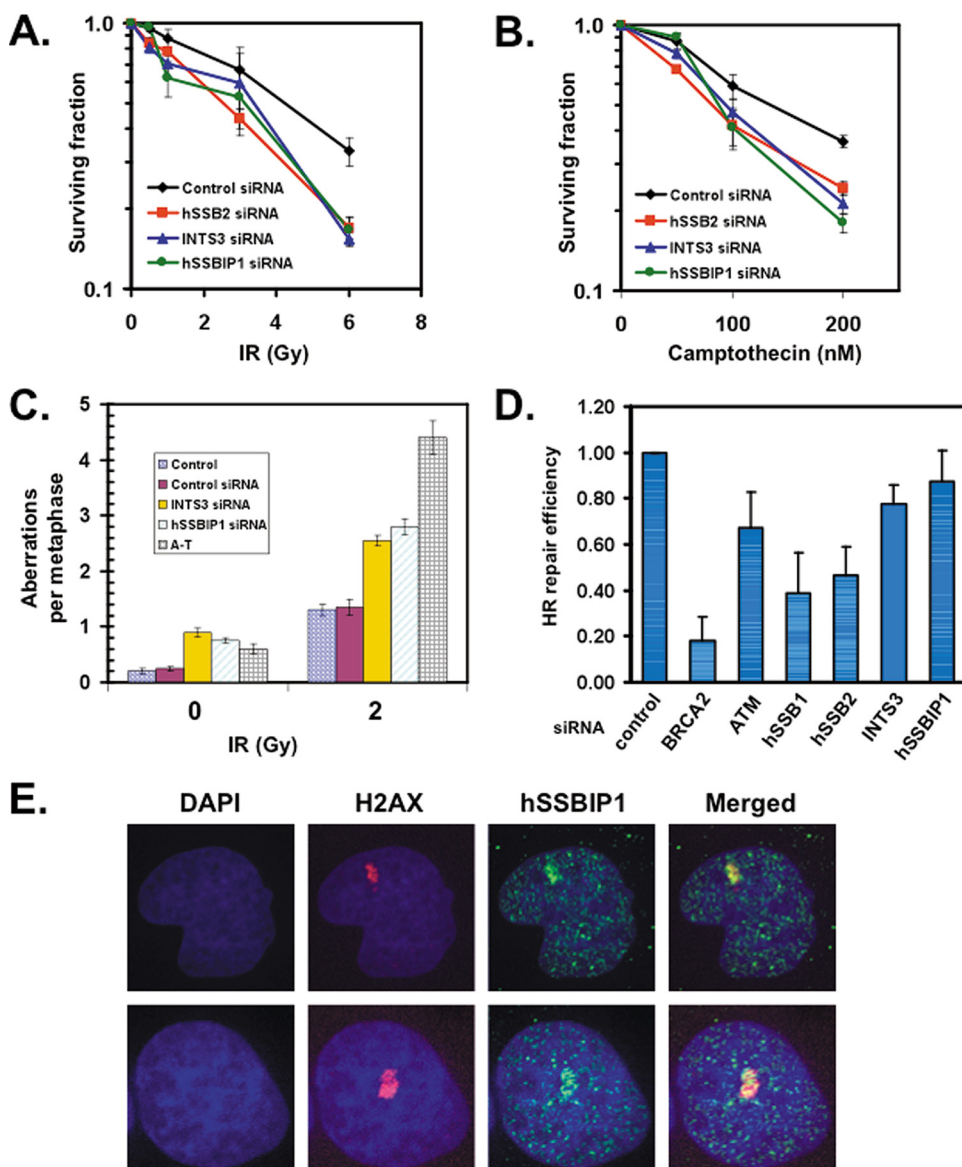 A.
1.0
0.1
Surviving fraction
Control siRNA
hSSB2 siRNA
INTS3 siRNA
hSSBIP1 siRNA
0 2 4 6 8
IR (Gy)
B.
1.0
0.1
Surviving fraction
Control siRNA
hSSB2 siRNA
INTS3 siRNA
hSSBIP1 siRNA
0 100 200
Camptothecin (nM)
C.
5
4
3
2
1
0
Aberrations
per metaphase
Control
Control siRNA
INTS3 siRNA
hSSBIP1 siRNA
A-T
0 2
IR (Gy)
D.
1.20
1.00
0.80
0.60
0.40
0.20
0.00
HR repair efficiency
siRNA
control
BRCA2
ATM
hSSB1
hSSB2
INTS3
hSSBIP1
E.
DAPI H2AX hSSBIP1 Merged